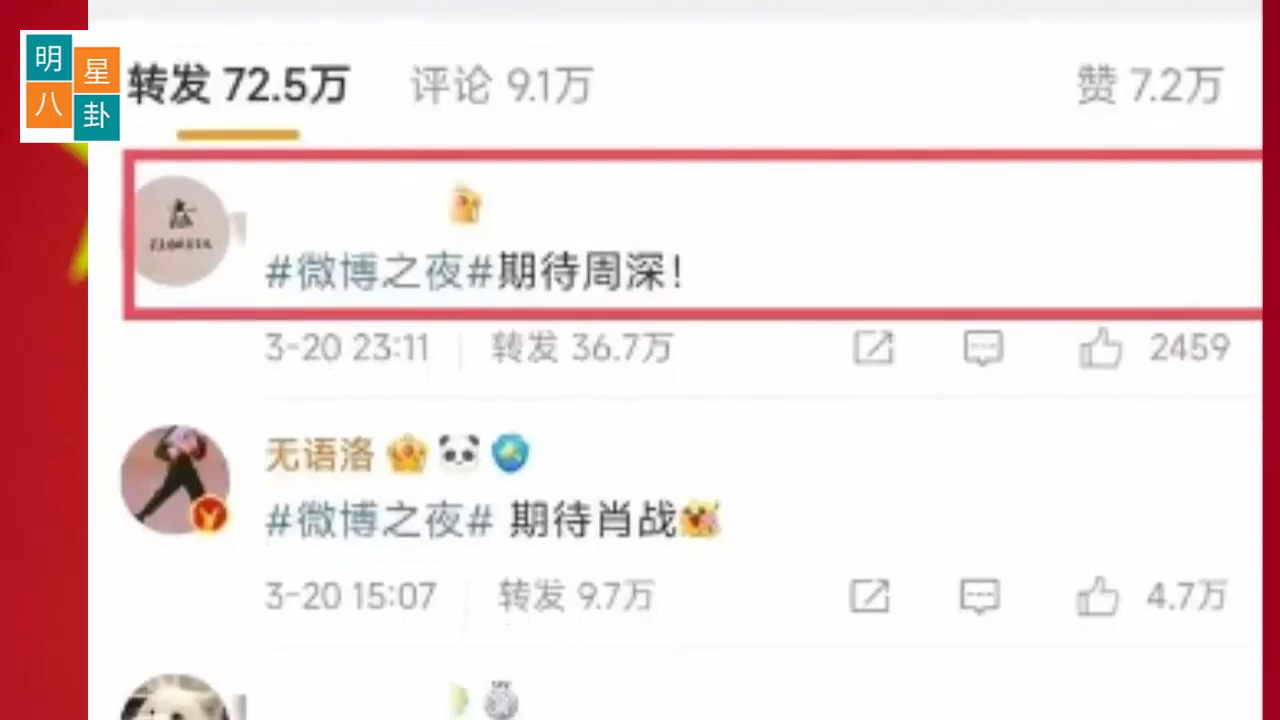 明星八卦
转发 72.5万 评论 9.1万 赞 7.2万
#微博之夜#期待周深!
3-20 23:11 转发 36.7万 2459
无语洛
#微博之夜# 期待肖战
3-20 15:07 转发 9.7万 4.7万